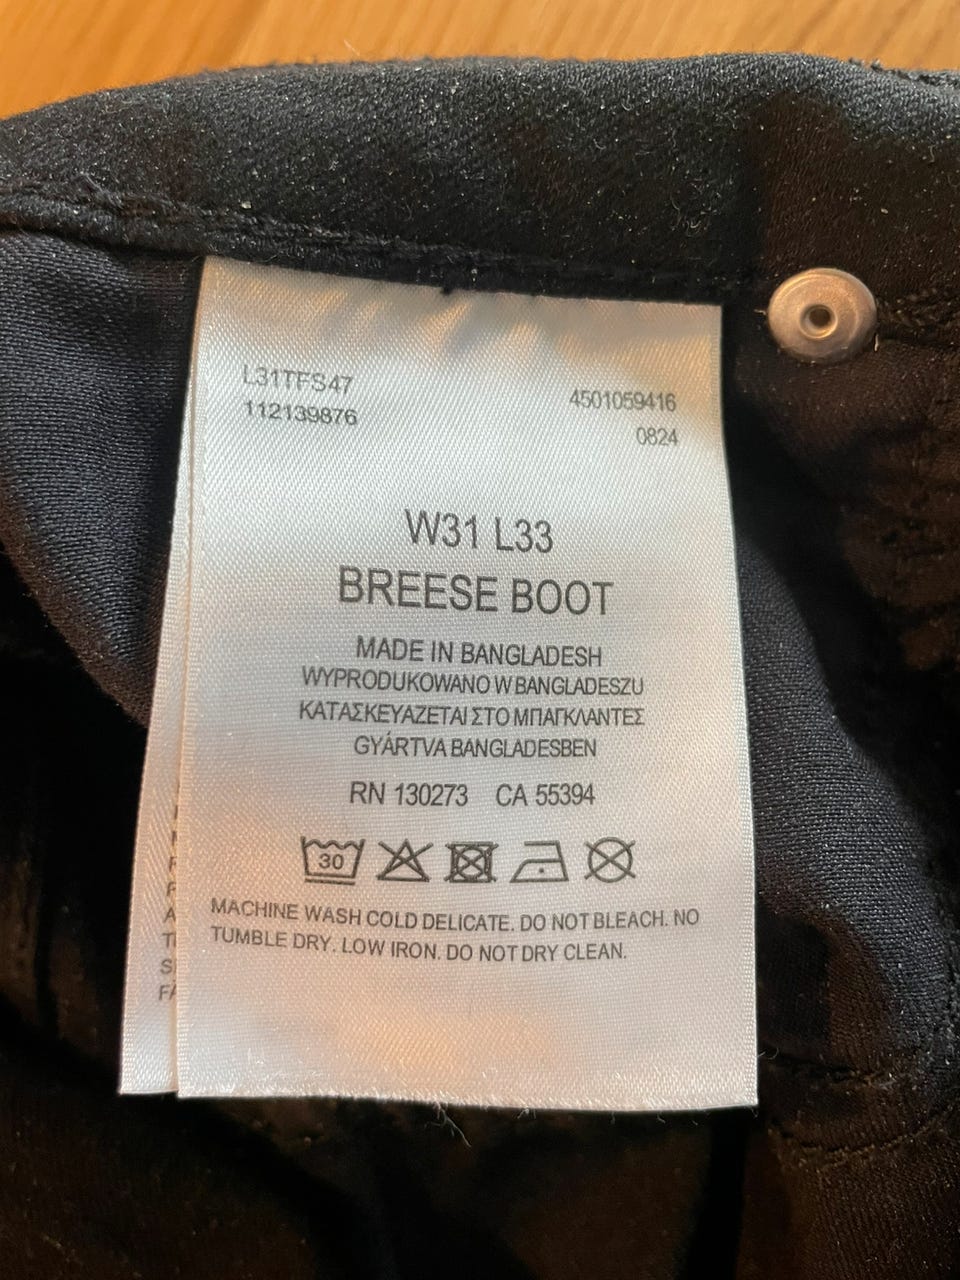 L31TFS47
112139876
4501059416
0824
W31 L33
BREESE BOOT
MADE IN BANGLADESH
WYPRODUKOWANO W BANGLADESZU
ΚΑΤΑΣΚΕΥΑΖΕΤΑΙ ΣΤΟ ΜΠΑΓΚΛΑΝΤΕΣ
GYÁRTVA BANGLADESBEN
RN 130273 CA 55394
30
MACHINE WASH COLD DELICATE. DO NOT BLEACH. NO
TUMBLE DRY. LOW IRON. DO NOT DRY CLEAN.